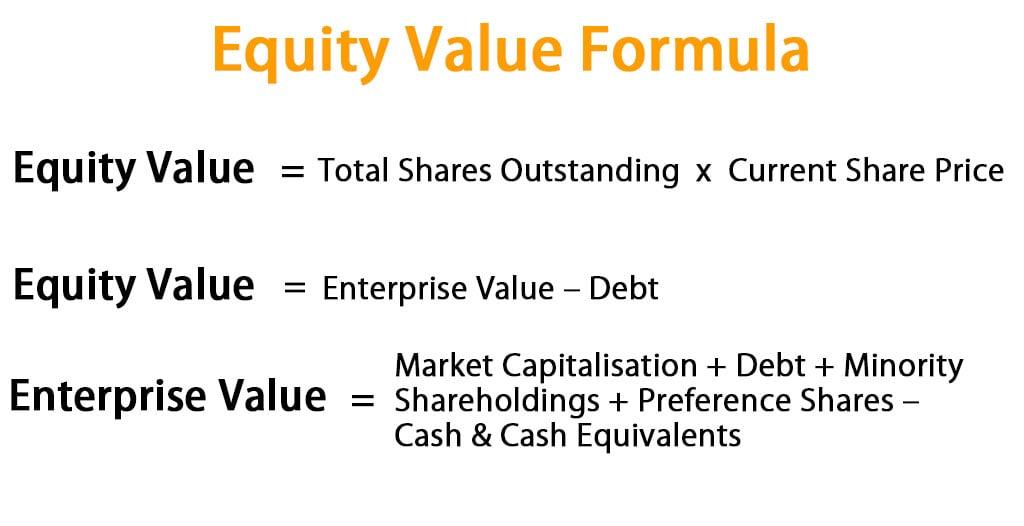 Equity Value Formula
Equity Value = Total Shares Outstanding x Current Share Price
Equity Value = Enterprise Value – Debt
Market Capitalisation + Debt + Minority
Enterprise Value = Shareholdings + Preference Shares –
Cash & Cash Equivalents